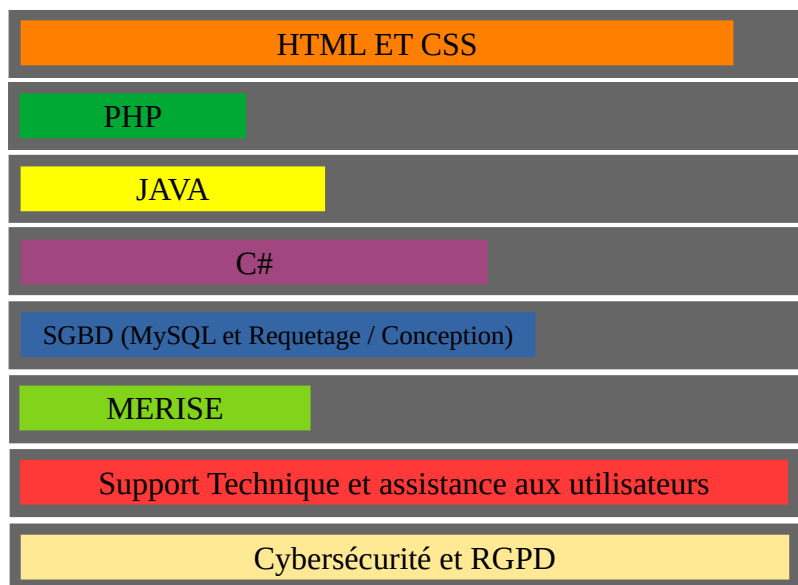 HTML ET CSS
PHP
JAVA
C#
SGBD (MySQL et Requetage / Conception)
MERISE
Support Technique et assistance aux utilisateurs
Cybersécurité et RGPD